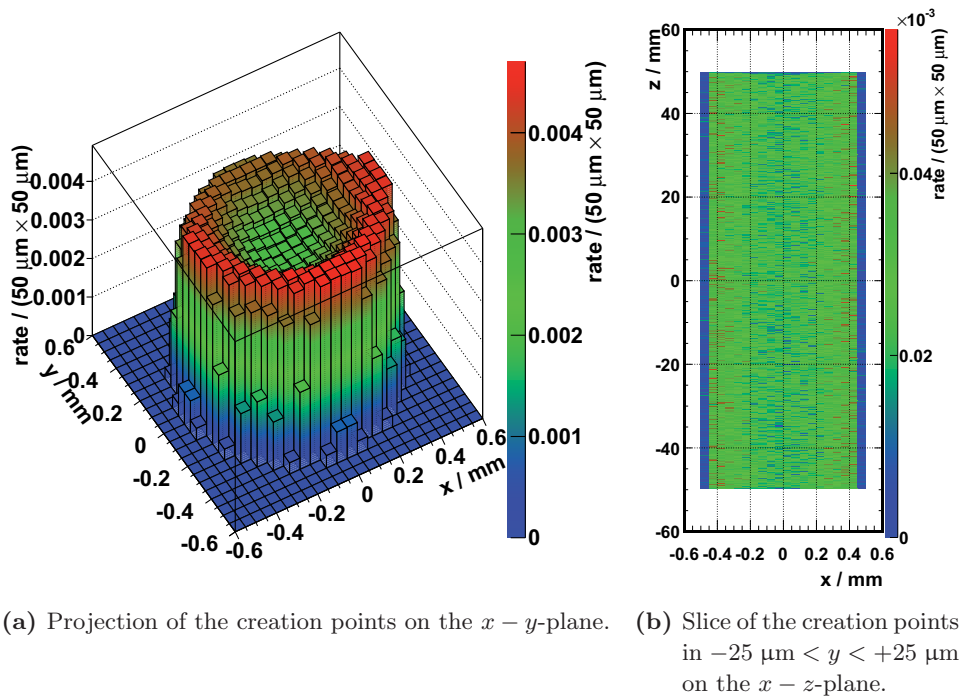 rate / (50 µm × 50 µm)
0.004
0.003
0.002
0.001
0
0.6
0.4
0.2
0
-0.2
-0.4
-0.6
y / mm
-0.6
-0.4
-0.2
0
0.2
0.4
0.6
x / mm
0.004
0.003
0.002
0.001
0
rate / (50 µm × 50 µm)
60
40
20
0
-20
-40
-60
z / mm
-0.6 -0.4 -0.2 0 0.2 0.4 0.6
x / mm
×10⁻³
0.04
0.02
0
rate / (50 µm × 50 µm)
(a) Projection of the creation points on the x − y-plane.
(b) Slice of the creation points
in −25 µm < y < +25 µm
on the x − z-plane.